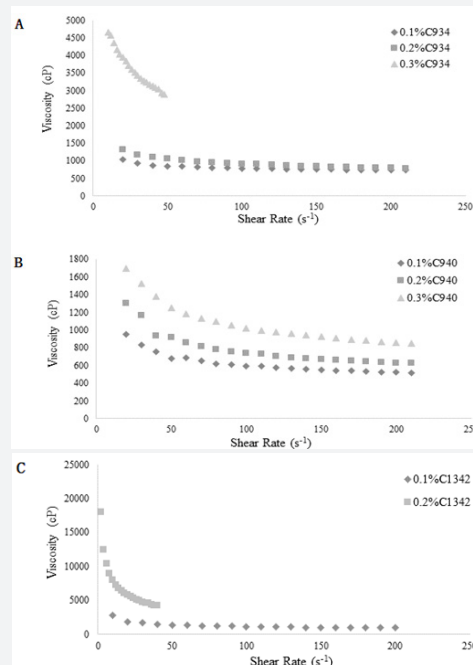 A
5000
4500
4000
3500
3000
2500
2000
1500
1000
500
0
Viscosity (cP)
0 50 100 150 200 250
Shear Rate (s-1)
0.1%C934
0.2%C934
0.3%C934
B
1800
1600
1400
1200
1000
800
600
400
200
0
Viscosity (cP)
0 50 100 150 200 250
Shear Rate (s-1)
0.1%C940
0.2%C940
0.3%C940
C
25000
20000
15000
10000
5000
0
Viscosity (cP)
0 50 100 150 200 250
Shear Rate (s-1)
0.1%C1342
0.2%C1342